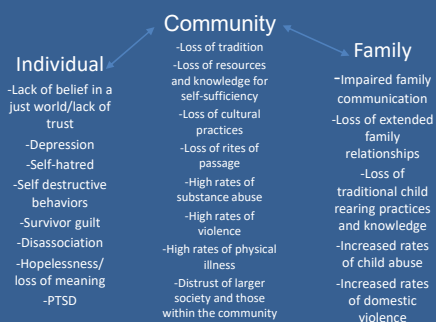 Community
-Loss of tradition
-Loss of resources
and knowledge for
self-sufficiency
-Loss of cultural
practices
-Loss of rites of
passage
-High rates of
substance abuse
-High rates of
violence
-High rates of physical
illness
-Distrust of larger
society and those
within the community
Individual
-Lack of belief in a
just world/lack of
trust
-Depression
-Self-hatred
-Self destructive
behaviors
-Survivor guilt
-Disassociation
-Hopelessness/
loss of meaning
-PTSD
Family
-Impaired family
communication
-Loss of extended
family
relationships
-Loss of
traditional child
rearing practices
and knowledge
-Increased rates
of child abuse
-Increased rates
of domestic
violence